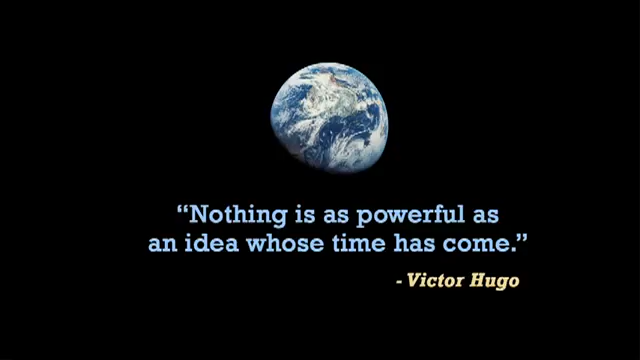 “Nothing is as powerful as
an idea whose time has come.”
- Victor Hugo